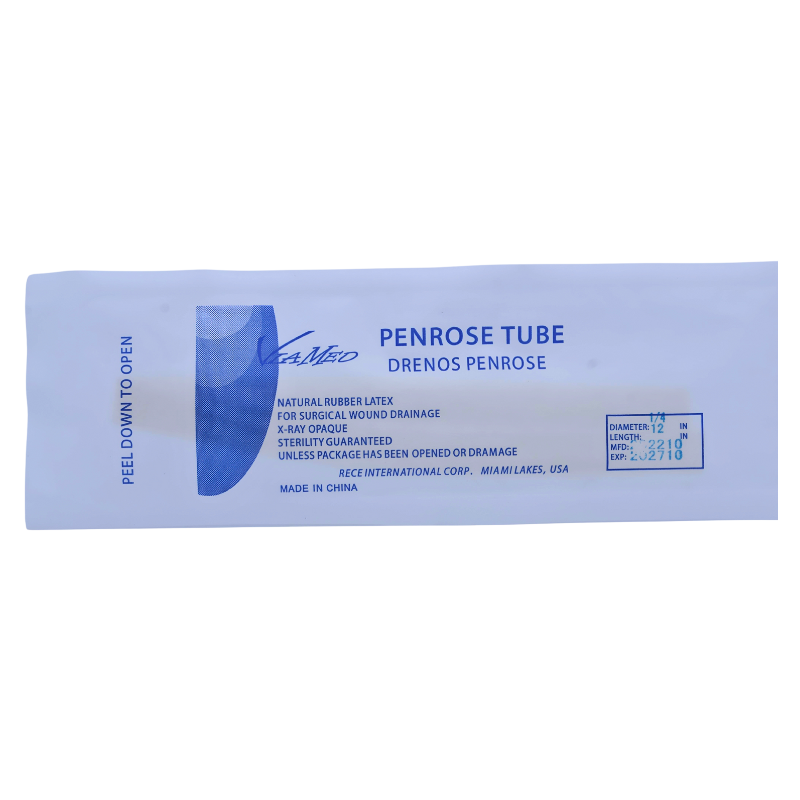 PEEL DOWN TO OPEN
VIAMED
PENROSE TUBE
DRENOS PENROSE
NATURAL RUBBER LATEX
FOR SURGICAL WOUND DRAINAGE
X-RAY OPAQUE
STERILITY GUARANTEED
UNLESS PACKAGE HAS BEEN OPENED OR DRAMAGE
RECE INTERNATIONAL CORP. MIAMI LAKES, USA
MADE IN CHINA
1/4
DIAMETER: 12 IN
LENGTH: IN
MFD: 202210
EXP: 202710